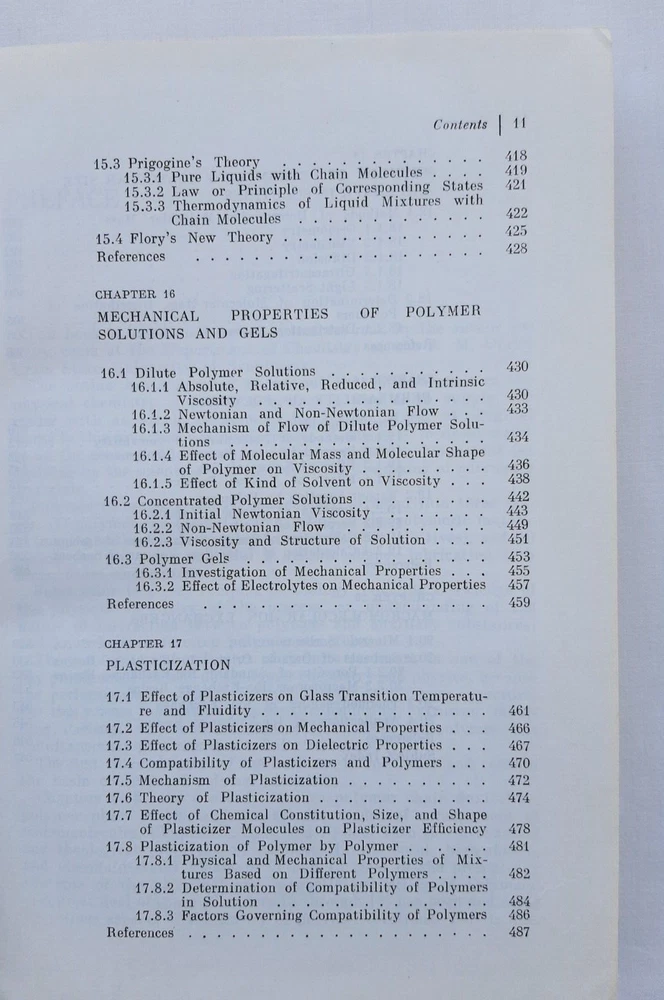 Contents | 11
15.3 Prigogine's Theory . . . . . . . . . . . . . . 418
15.3.1 Pure Liquids with Chain Molecules . . . . 419
15.3.2 Law or Principle of Corresponding States 421
15.3.3 Thermodynamics of Liquid Mixtures with
Chain Molecules . . . . . . . . . . . . . 422
15.4 Flory's New Theory . . . . . . . . . . . . . . 425
References . . . . . . . . . . . . . . . . . . . . . 428
CHAPTER 16
MECHANICAL PROPERTIES OF POLYMER
SOLUTIONS AND GELS
16.1 Dilute Polymer Solutions . . . . . . . . . . . 430
16.1.1 Absolute, Relative, Reduced, and Intrinsic
Viscosity . . . . . . . . . . . . . . . . 430
16.1.2 Newtonian and Non-Newtonian Flow . . . 433
16.1.3 Mechanism of Flow of Dilute Polymer Solu-
tions . . . . . . . . . . . . . . . . . . 434
16.1.4 Effect of Molecular Mass and Molecular Shape
of Polymer on Viscosity . . . . . . . . . 436
16.1.5 Effect of Kind of Solvent on Viscosity . . . 438
16.2 Concentrated Polymer Solutions . . . . . . . . . 442
16.2.1 Initial Newtonian Viscosity . . . . . . . 443
16.2.2 Non-Newtonian Flow . . . . . . . . . . 449
16.2.3 Viscosity and Structure of Solution . . . . 451
16.3 Polymer Gels . . . . . . . . . . . . . . . . . 453
16.3.1 Investigation of Mechanical Properties . . . 455
16.3.2 Effect of Electrolytes on Mechanical Properties 457
References . . . . . . . . . . . . . . . . . . . . 459
CHAPTER 17
PLASTICIZATION
17.1 Effect of Plasticizers on Glass Transition Temperatu-
re and Fluidity . . . . . . . . . . . . . . . . 461
17.2 Effect of Plasticizers on Mechanical Properties . . . 466
17.3 Effect of Plasticizers on Dielectric Properties . . . 467
17.4 Compatibility of Plasticizers and Polymers . . . 470
17.5 Mechanism of Plasticization . . . . . . . . . . 472
17.6 Theory of Plasticization . . . . . . . . . . . . 474
17.7 Effect of Chemical Constitution, Size, and Shape
of Plasticizer Molecules on Plasticizer Efficiency 478
17.8 Plasticization of Polymer by Polymer . . . . . . 481
17.8.1 Physical and Mechanical Properties of Mix-
tures Based on Different Polymers . . . . 482
17.8.2 Determination of Compatibility of Polymers
in Solution . . . . . . . . . . . . . . . 484
17.8.3 Factors Governing Compatibility of Polymers 486
References . . . . . . . . . . . . . . . . . . . . . 487